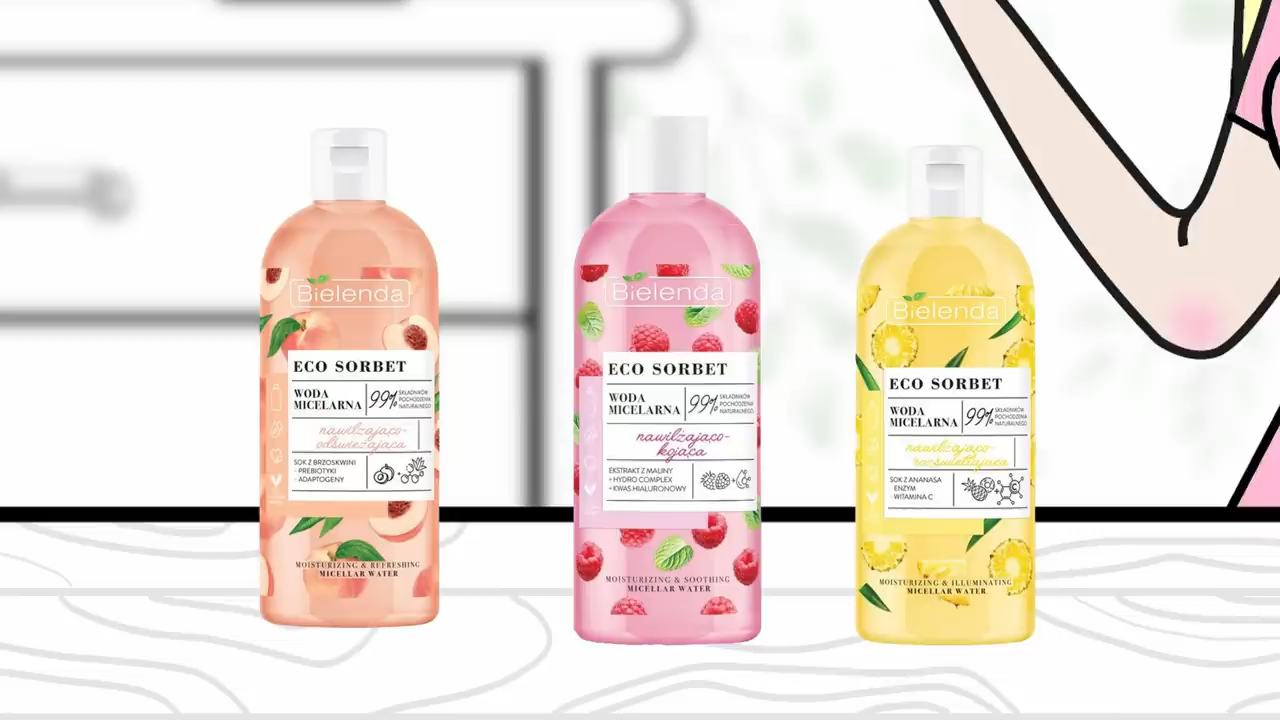 Bielenda
ECO SORBET
WODA
MICELARNA
99%
SKŁADNIKÓW
POCHODZENIA
NATURALNEGO
nawilżająco-
odświeżająca
SOK Z BRZOSKWINI
- PREBIOTYKI
- ADAPTOGENY
MOISTURIZING & REFRESHING
MICELLAR WATER
Bielenda
ECO SORBET
WODA
MICELARNA
99%
SKŁADNIKÓW
POCHODZENIA
NATURALNEGO
nawilżająco-
kojąca
EKSTRAKT Z MALINY
+ HYDRO COMPLEX
+ KWAS HIALURONOWY
MOISTURIZING & SOOTHING
MICELLAR WATER
Bielenda
ECO SORBET
WODA
MICELARNA
99%
SKŁADNIKÓW
POCHODZENIA
NATURALNEGO
nawilżająco-
rozświetlająca
SOK Z ANANASA
ENZYM
- WITAMINA C
C
MOISTURIZING & ILLUMINATING
MICELLAR WATER